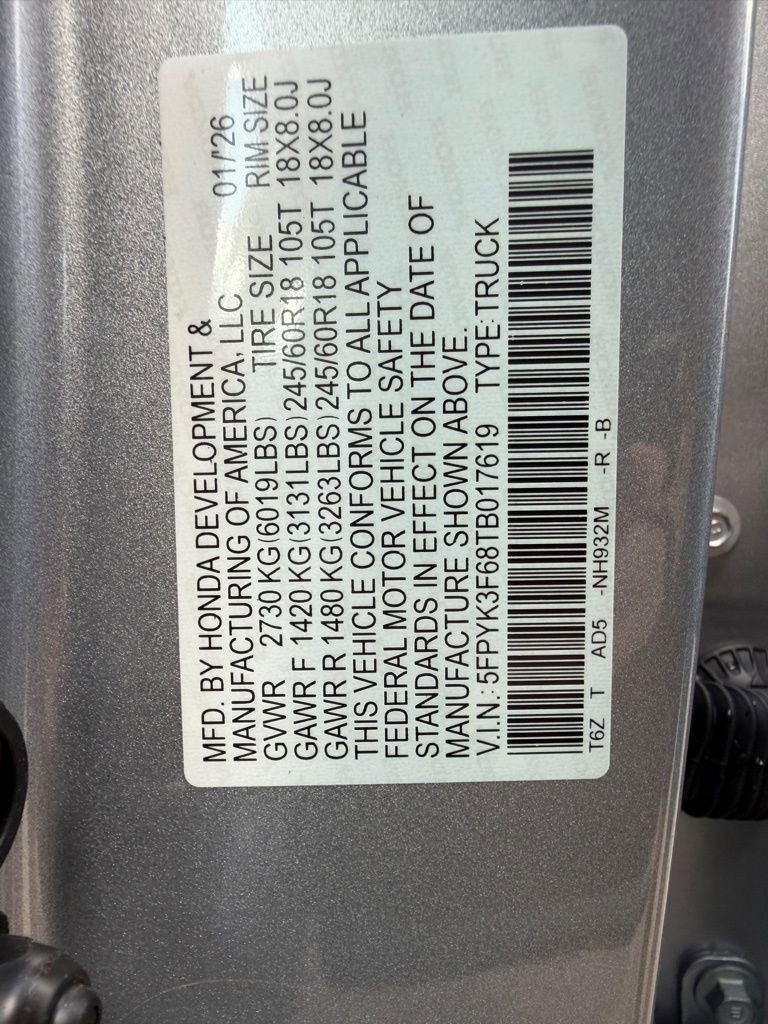 MFD. BY HONDA DEVELOPMENT &
MANUFACTURING OF AMERICA, LLC 01/'26
GVWR 2730 KG(6019LBS) TIRE SIZE RIM SIZE
GAWR F 1420 KG(3131LBS) 245/60R18 105T 18X8.0J
GAWR R 1480 KG(3263LBS) 245/60R18 105T 18X8.0J
THIS VEHICLE CONFORMS TO ALL APPLICABLE
FEDERAL MOTOR VEHICLE SAFETY
STANDARDS IN EFFECT ON THE DATE OF
MANUFACTURE SHOWN ABOVE.
V.I.N.: 5FPYK3F68TB017619 TYPE:TRUCK
T6Z T AD5 -NH932M -R -B